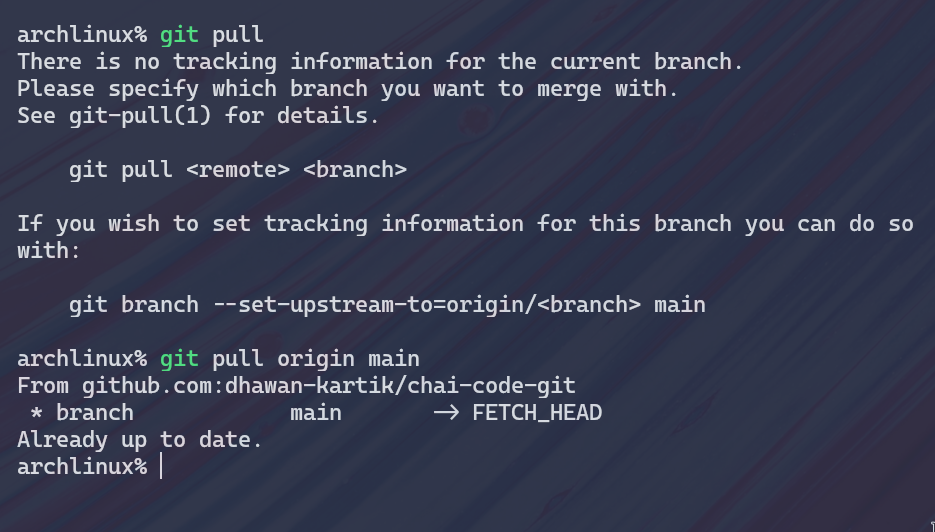 archlinux% git pull
There is no tracking information for the current branch.
Please specify which branch you want to merge with.
See git-pull(1) for details.

    git pull <remote> <branch>

If you wish to set tracking information for this branch you can do so
with:

    git branch --set-upstream-to=origin/<branch> main

archlinux% git pull origin main
From github.com:dhawan-kartik/chai-code-git
 * branch            main       -> FETCH_HEAD
Already up to date.
archlinux%